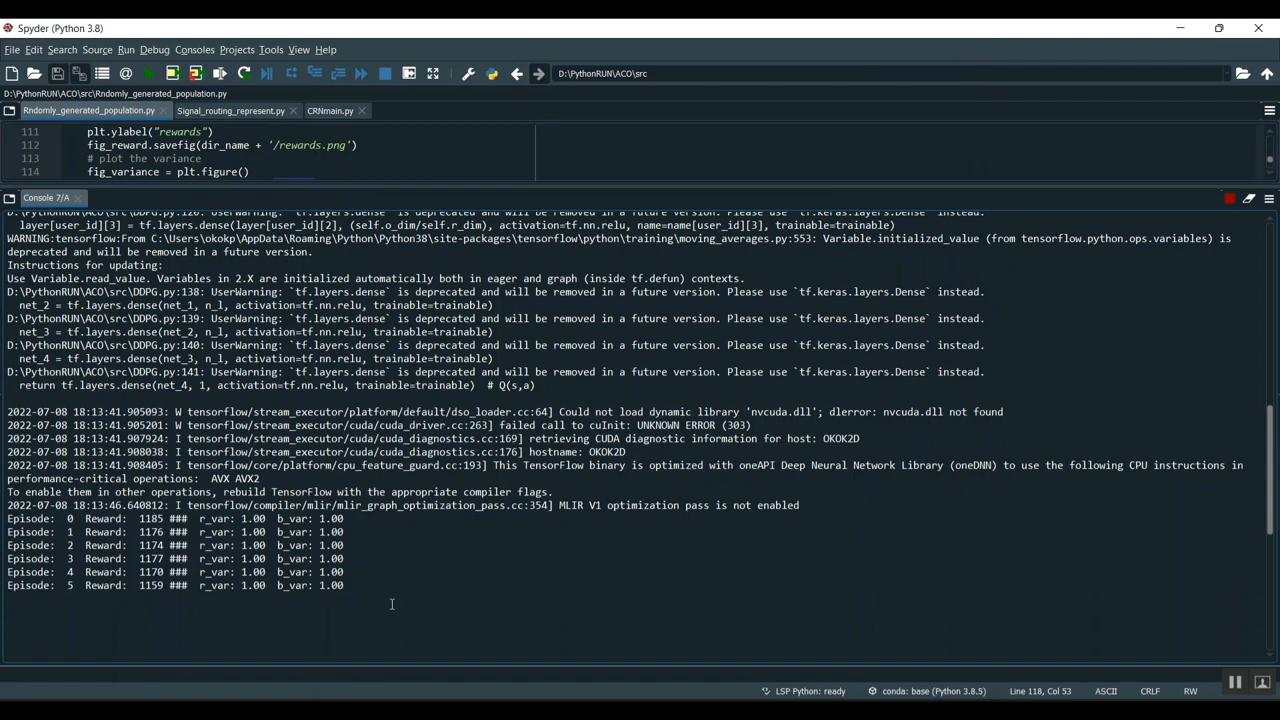 Spyder (Python 3.8)
File Edit Search Source Run Debug Consoles Projects Tools View Help
D:\PythonRUN\ACO\src
D:\PythonRUN\ACO\src\Rndomly_generated_population.py
Rndomly_generated_population.py Signal_routing_represent.py CRNmain.py
111 plt.ylabel("rewards")
112 fig_reward.savefig(dir_name + '/rewards.png')
113 # plot the variance
114 fig_variance = plt.figure()
Console 7/A
D:\PythonRUN\ACO\src\DDPG.py:120: UserWarning: `tf.layers.dense` is deprecated and will be removed in a future version. Please use `tf.keras.layers.Dense` instead.
layer[user_id][3] = tf.layers.dense(layer[user_id][2], (self.o_dim/self.r_dim), activation=tf.nn.relu, name=name[user_id][3], trainable=trainable)
WARNING:tensorflow:From C:\Users\okokp\AppData\Roaming\Python\Python38\site-packages\tensorflow\python\training\moving_averages.py:553: Variable.initialized_value (from tensorflow.python.ops.variables) is
deprecated and will be removed in a future version.
Instructions for updating:
Use Variable.read_value. Variables in 2.X are initialized automatically both in eager and graph (inside tf.defun) contexts.
D:\PythonRUN\ACO\src\DDPG.py:138: UserWarning: `tf.layers.dense` is deprecated and will be removed in a future version. Please use `tf.keras.layers.Dense` instead.
net_2 = tf.layers.dense(net_1, n_l, activation=tf.nn.relu, trainable=trainable)
D:\PythonRUN\ACO\src\DDPG.py:139: UserWarning: `tf.layers.dense` is deprecated and will be removed in a future version. Please use `tf.keras.layers.Dense` instead.
net_3 = tf.layers.dense(net_2, n_l, activation=tf.nn.relu, trainable=trainable)
D:\PythonRUN\ACO\src\DDPG.py:140: UserWarning: `tf.layers.dense` is deprecated and will be removed in a future version. Please use `tf.keras.layers.Dense` instead.
net_4 = tf.layers.dense(net_3, n_l, activation=tf.nn.relu, trainable=trainable)
D:\PythonRUN\ACO\src\DDPG.py:141: UserWarning: `tf.layers.dense` is deprecated and will be removed in a future version. Please use `tf.keras.layers.Dense` instead.
return tf.layers.dense(net_4, 1, activation=tf.nn.relu, trainable=trainable) # Q(s,a)
2022-07-08 18:13:41.905093: W tensorflow/stream_executor/platform/default/dso_loader.cc:64] Could not load dynamic library 'nvcuda.dll'; dlerror: nvcuda.dll not found
2022-07-08 18:13:41.905201: W tensorflow/stream_executor/cuda/cuda_driver.cc:263] failed call to cuInit: UNKNOWN ERROR (303)
2022-07-08 18:13:41.907924: I tensorflow/stream_executor/cuda/cuda_diagnostics.cc:169] retrieving CUDA diagnostic information for host: OKOK2D
2022-07-08 18:13:41.908038: I tensorflow/stream_executor/cuda/cuda_diagnostics.cc:176] hostname: OKOK2D
2022-07-08 18:13:41.908405: I tensorflow/core/platform/cpu_feature_guard.cc:193] This TensorFlow binary is optimized with oneAPI Deep Neural Network Library (oneDNN) to use the following CPU instructions in
performance-critical operations: AVX AVX2
To enable them in other operations, rebuild TensorFlow with the appropriate compiler flags.
2022-07-08 18:13:46.640812: I tensorflow/compiler/mlir/mlir_graph_optimization_pass.cc:354] MLIR V1 optimization pass is not enabled
Episode: 0 Reward: 1185 ### r_var: 1.00 b_var: 1.00
Episode: 1 Reward: 1176 ### r_var: 1.00 b_var: 1.00
Episode: 2 Reward: 1174 ### r_var: 1.00 b_var: 1.00
Episode: 3 Reward: 1177 ### r_var: 1.00 b_var: 1.00
Episode: 4 Reward: 1170 ### r_var: 1.00 b_var: 1.00
Episode: 5 Reward: 1159 ### r_var: 1.00 b_var: 1.00
LSP Python: ready conda: base (Python 3.8.5) Line 118, Col 53 ASCII CRLF RW